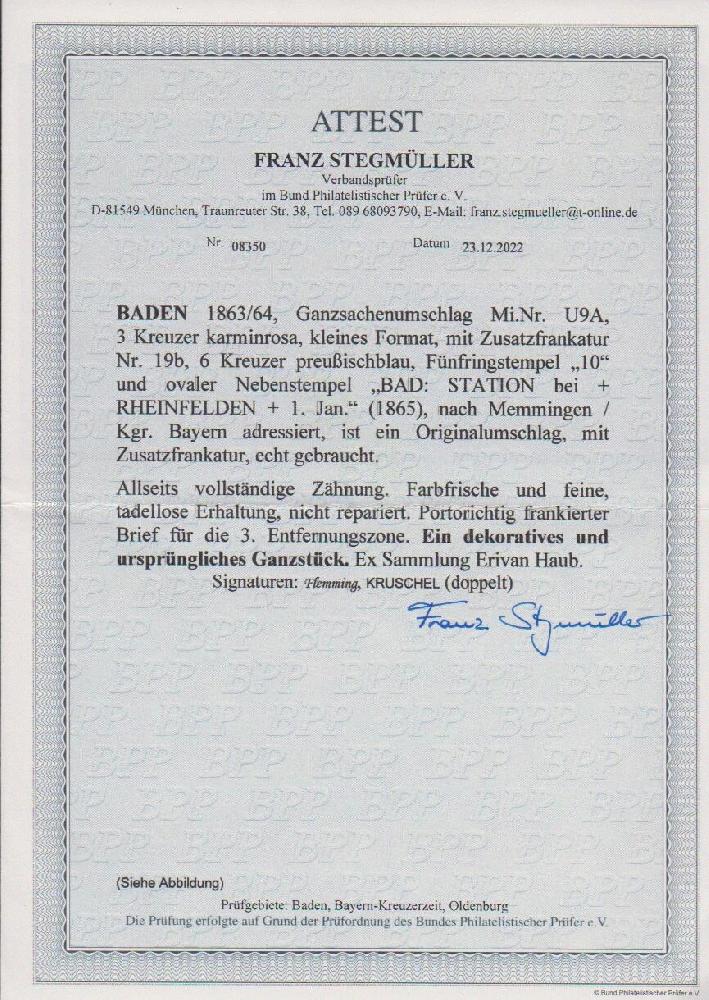 ATTEST
FRANZ STEGMÜLLER
Verbandsprüfer
im Bund Philatelistischer Prüfer e. V.
D-81549 München, Traunreuter Str. 38, Tel. 089 68093790, E-Mail: franz.stegmueller@t-online.de
Nr 08350 Datum 23.12.2022
BADEN 1863/64, Ganzsachenumschlag Mi.Nr. U9A,
3 Kreuzer karminrosa, kleines Format, mit Zusatzfrankatur
Nr. 19b, 6 Kreuzer preußischblau, Fünfringstempel „10“
und ovaler Nebenstempel „BAD: STATION bei +
RHEINFELDEN + 1. Jan.“ (1865), nach Memmingen /
Kgr. Bayern adressiert, ist ein Originalumschlag, mit
Zusatzfrankatur, echt gebraucht.
Allseits vollständige Zähnung. Farbfrische und feine,
tadellose Erhaltung, nicht repariert. Portorichtig frankierter
Brief für die 3. Entfernungszone. Ein dekoratives und
ursprüngliches Ganzstück. Ex Sammlung Erivan Haub.
Signaturen: Hemming, KRUSCHEL (doppelt)
Franz Stegmüller
(Siehe Abbildung)
Prüfgebiete: Baden, Bayern-Kreuzerzeit, Oldenburg
Die Prüfung erfolgte auf Grund der Prüfordnung des Bundes Philatelistischer Prüfer e.V.
© Bund Philatelistischer Prüfer e.V.